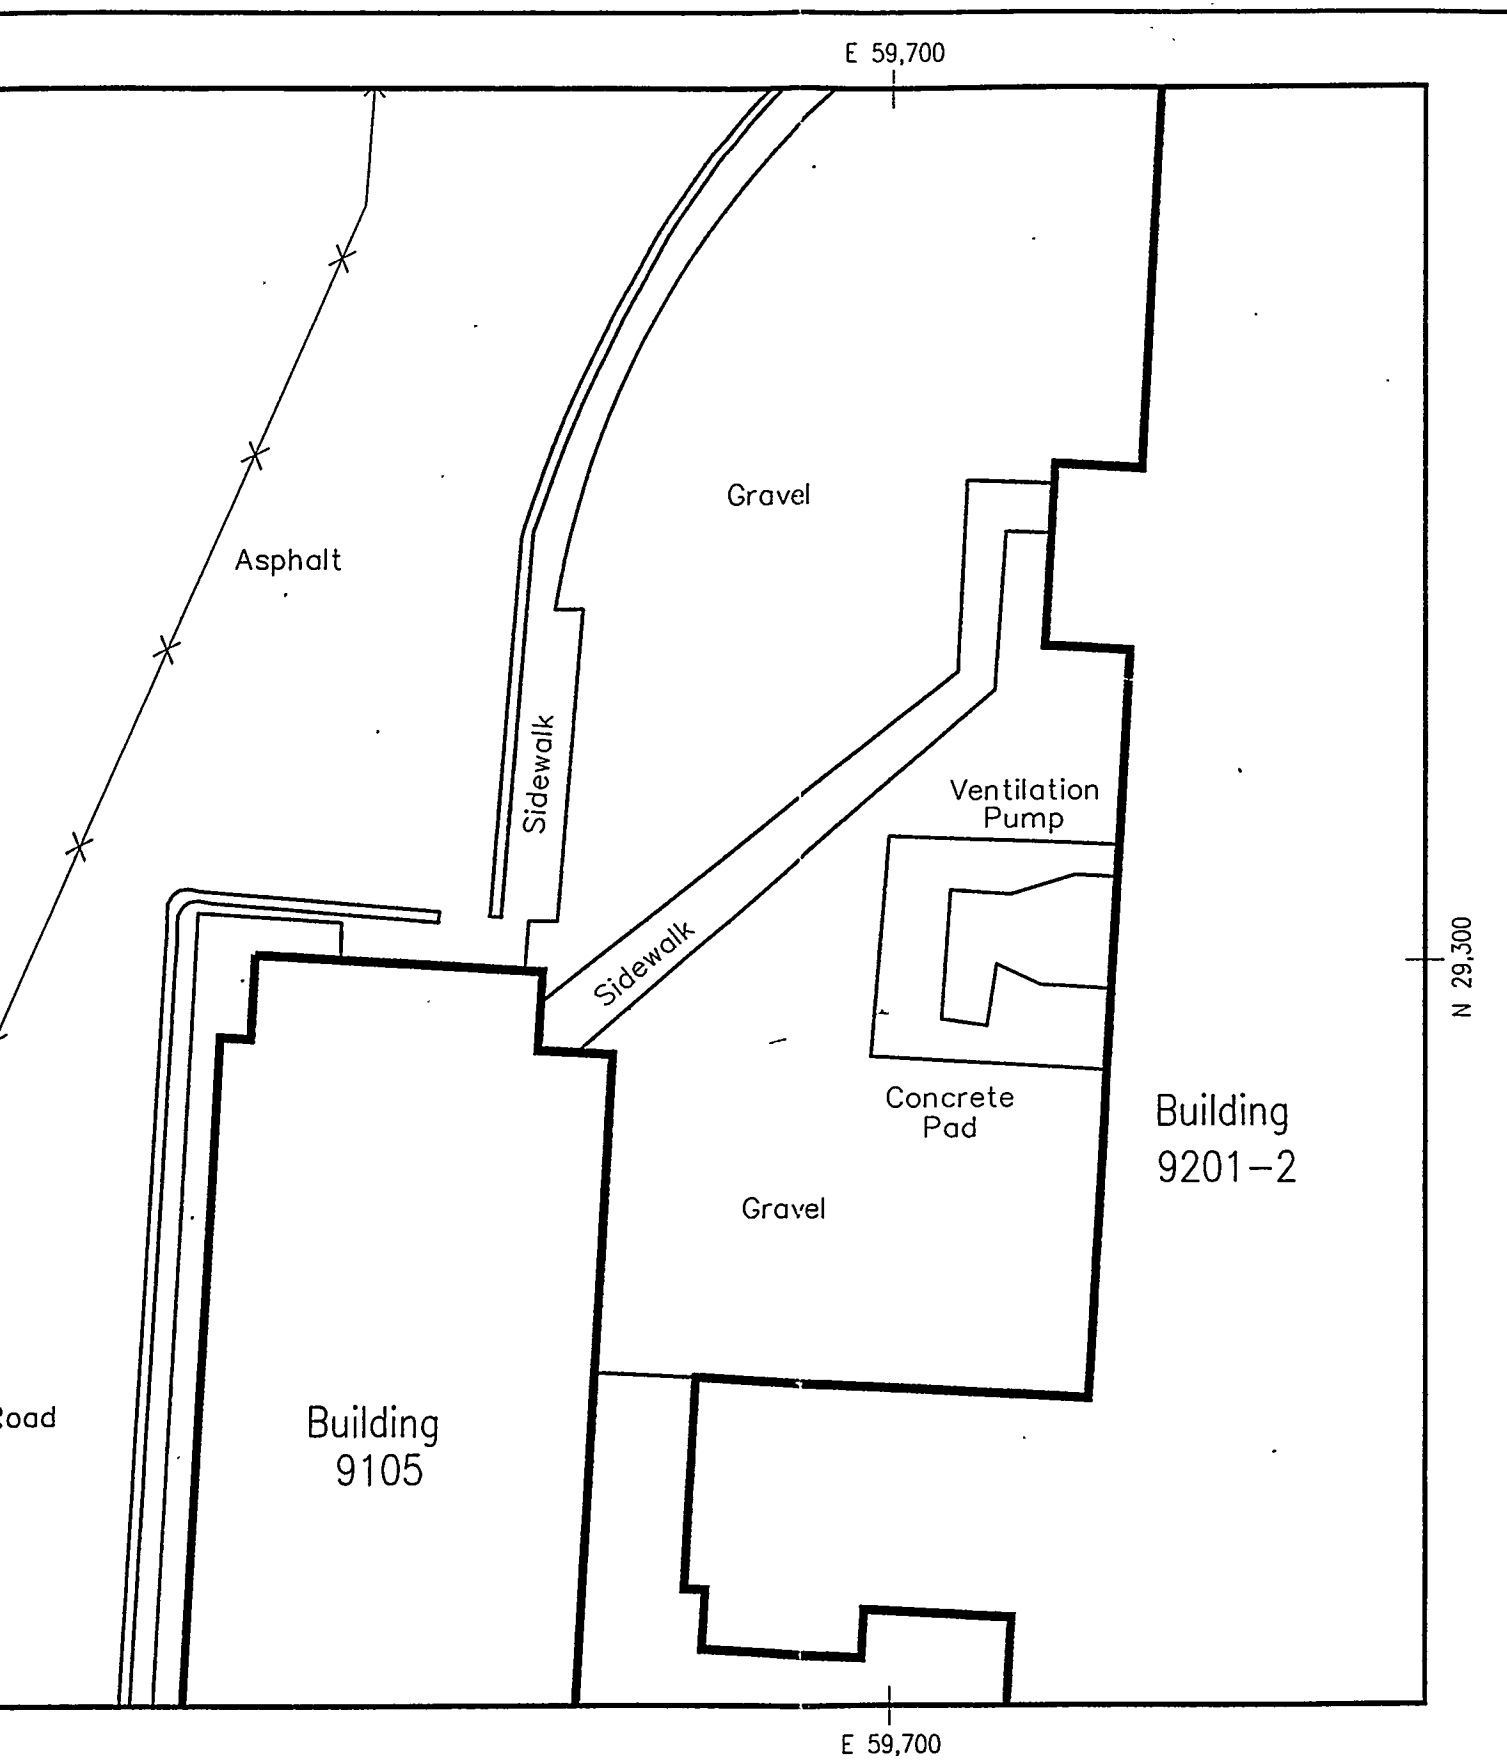 E 59,700
Gravel
Asphalt
Sidewalk
Ventilation
Pump
Sidewalk
N 29,300
Concrete
Pad
Building
9201-2
Gravel
Building
9105
E 59,700